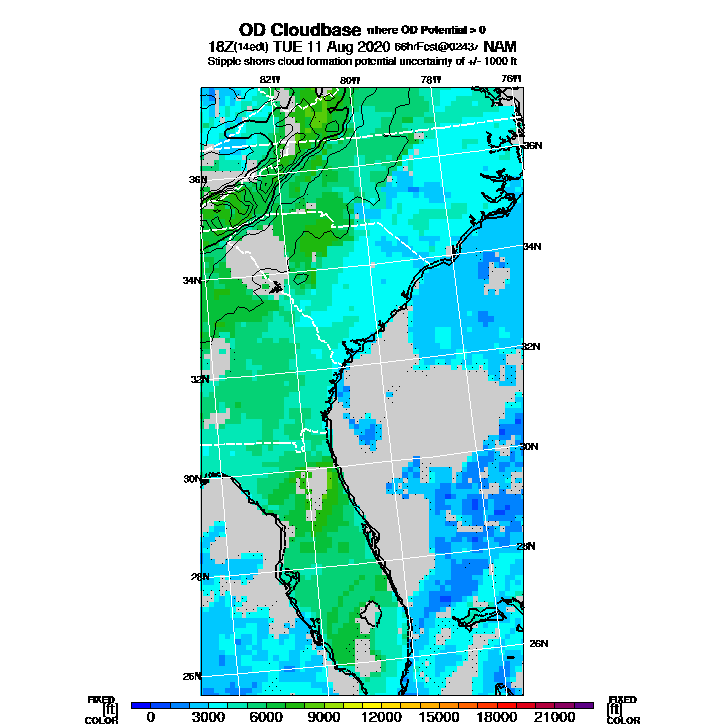 OD Cloudbase where OD Potential > 0
18Z(14edt) TUE 11 Aug 2020 66hrFcst@0243z NAM
Stipple shows cloud formation potential uncertainty of +/- 1000 ft
82W 80W 78W 76W
36N
36N
34N
34N
32N
32N
30N
30N
28N
28N
26N
26N
FIXED FIXED
[ft] [ft]
COLOR 0 3000 6000 9000 12000 15000 18000 21000 COLOR